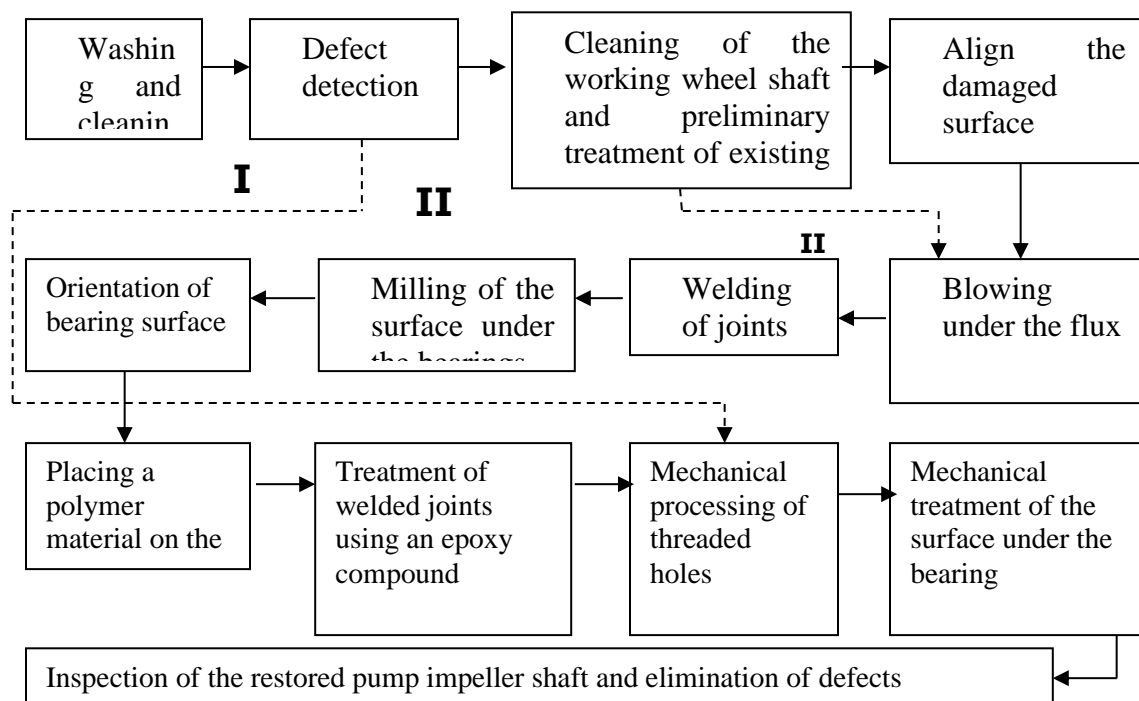 Washin
g and
cleanin
Defect
detection
Cleaning of the
working wheel shaft
and preliminary
treatment of existing
Align the
damaged
surface
I
II
II
Orientation of
bearing surface
Milling of the
surface under
the bearings
Welding
of joints
Blowing
under the flux
Placing a
polymer
material on the
Treatment of
welded joints
using an epoxy
compound
Mechanical
processing of
threaded
holes
Mechanical
treatment of the
surface under the
bearing
Inspection of the restored pump impeller shaft and elimination of defects